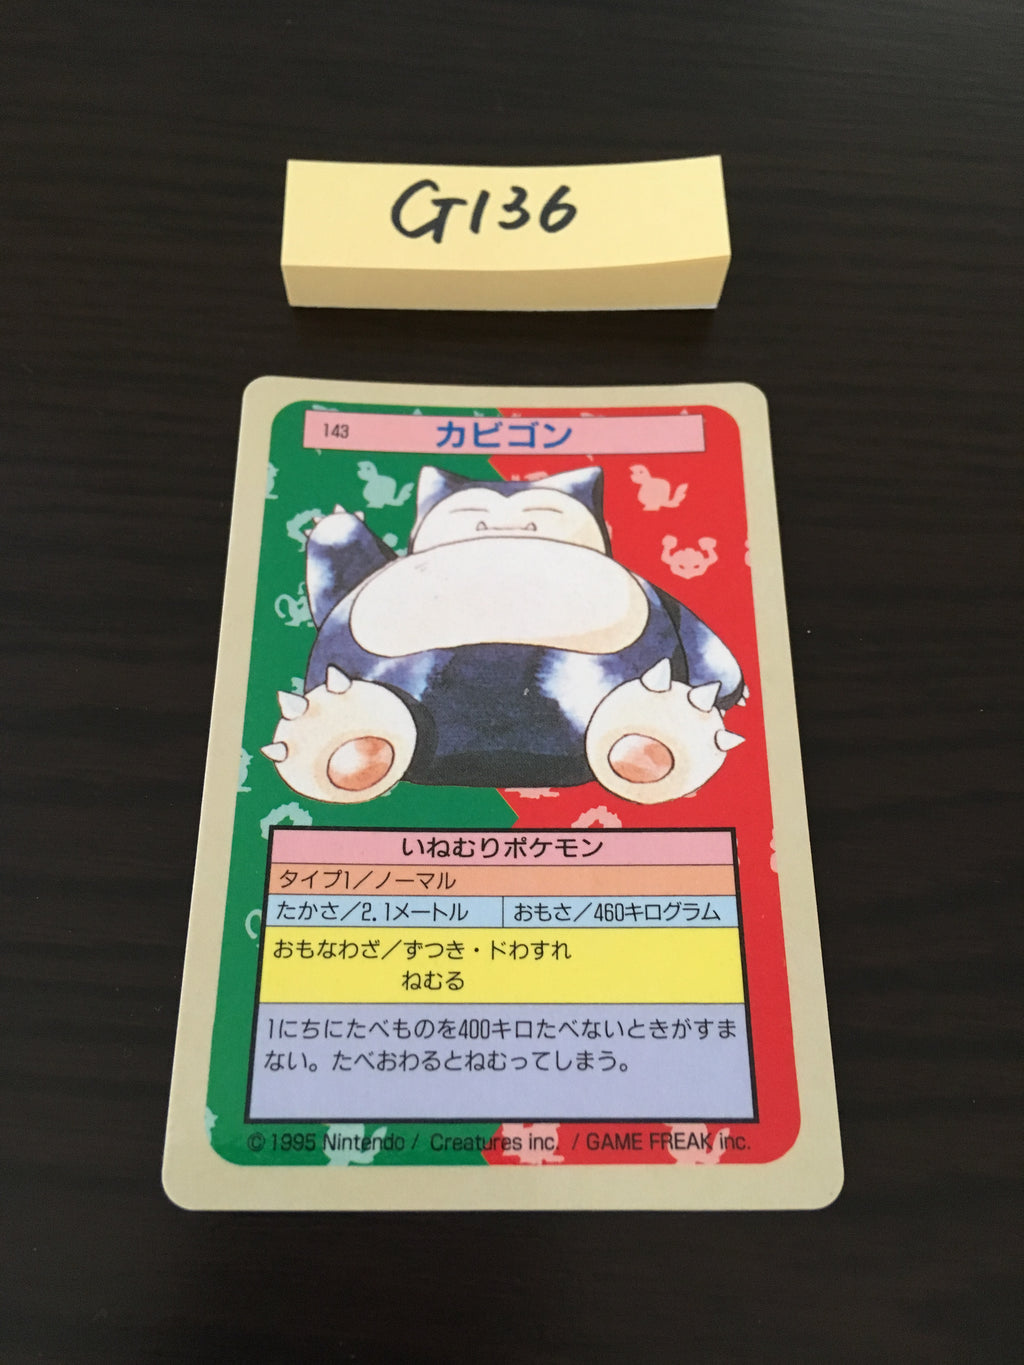 G136
143 カビゴン
いねむりポケモン
タイプ1/ノーマル
たかさ/2.1メートル おもさ/460キログラム
おもなわざ/ずつき・ドわすれ
ねむる
1にちにたべものを400キロたべないときがすま
ない。たべおわるとねむってしまう。
© 1995 Nintendo / Creatures inc. / GAME FREAK inc.